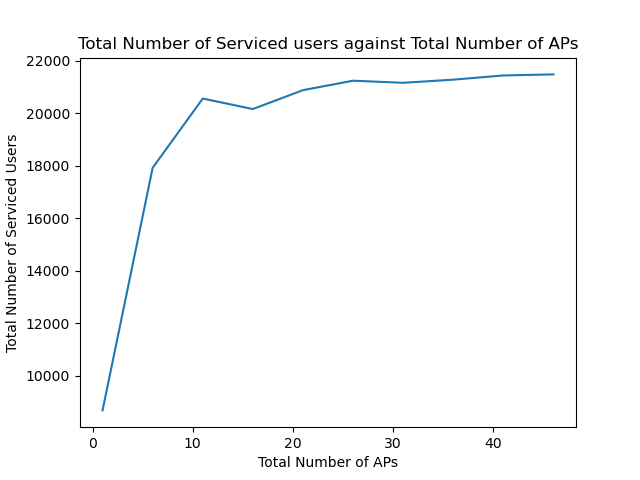 Total Number of Serviced users against Total Number of APs
Total Number of Serviced Users
22000
20000
18000
16000
14000
12000
10000
0 10 20 30 40
Total Number of APs